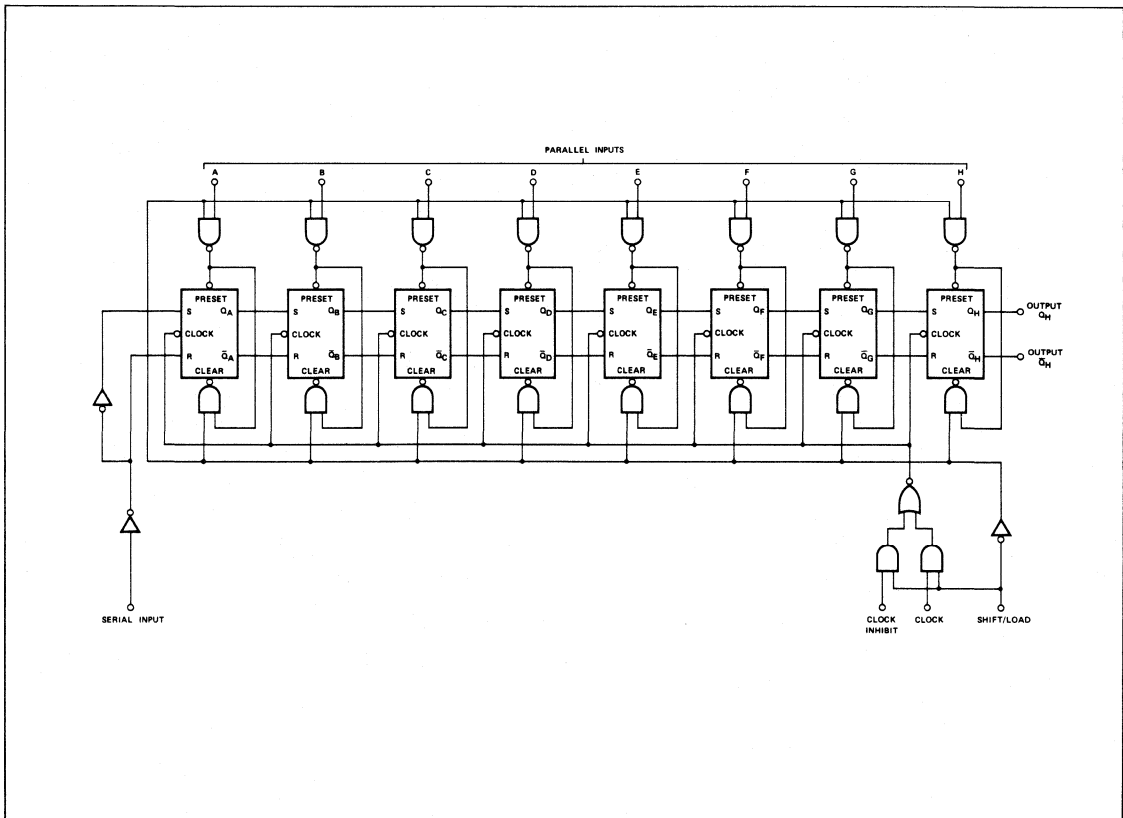 PARALLEL INPUTS
A B C D E F G H
PRESET PRESET PRESET PRESET PRESET PRESET PRESET PRESET
S QA S QB S QC S QD S QE S QF S QG S QH OUTPUT QH
CLOCK CLOCK CLOCK CLOCK CLOCK CLOCK CLOCK CLOCK
R Q̄A R Q̄B R Q̄C R Q̄D R Q̄E R Q̄F R Q̄G R Q̄H OUTPUT Q̄H
CLEAR CLEAR CLEAR CLEAR CLEAR CLEAR CLEAR CLEAR
SERIAL INPUT
CLOCK INHIBIT
CLOCK
SHIFT/LOAD